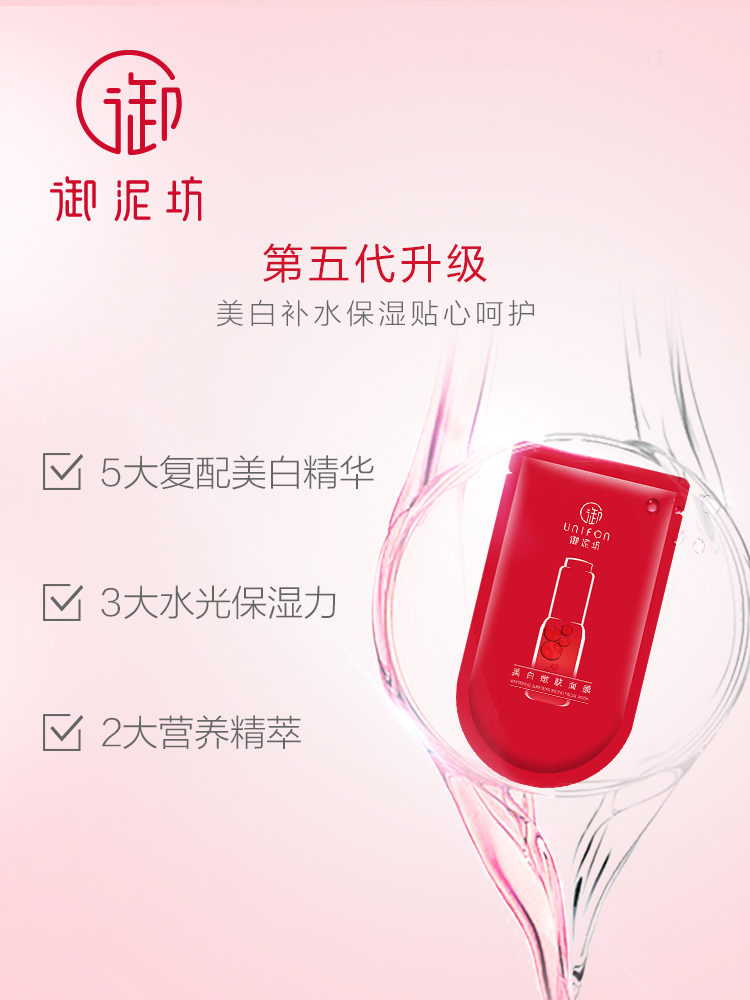 御
御泥坊
第五代升级
美白补水保湿贴心呵护
5大复配美白精华
3大水光保湿力
2大营养精萃
御
UNIFON
御泥坊
美白嫩肤面膜